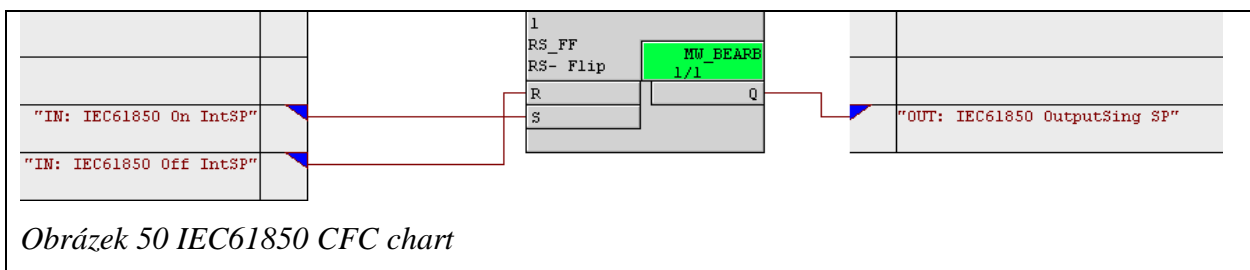 1
RS_FF
RS- Flip
MW_BEARB
1/1
R
Q
S
"IN: IEC61850 On IntSP"
"OUT: IEC61850 OutputSing SP"
"IN: IEC61850 Off IntSP"
Obrázek 50 IEC61850 CFC chart